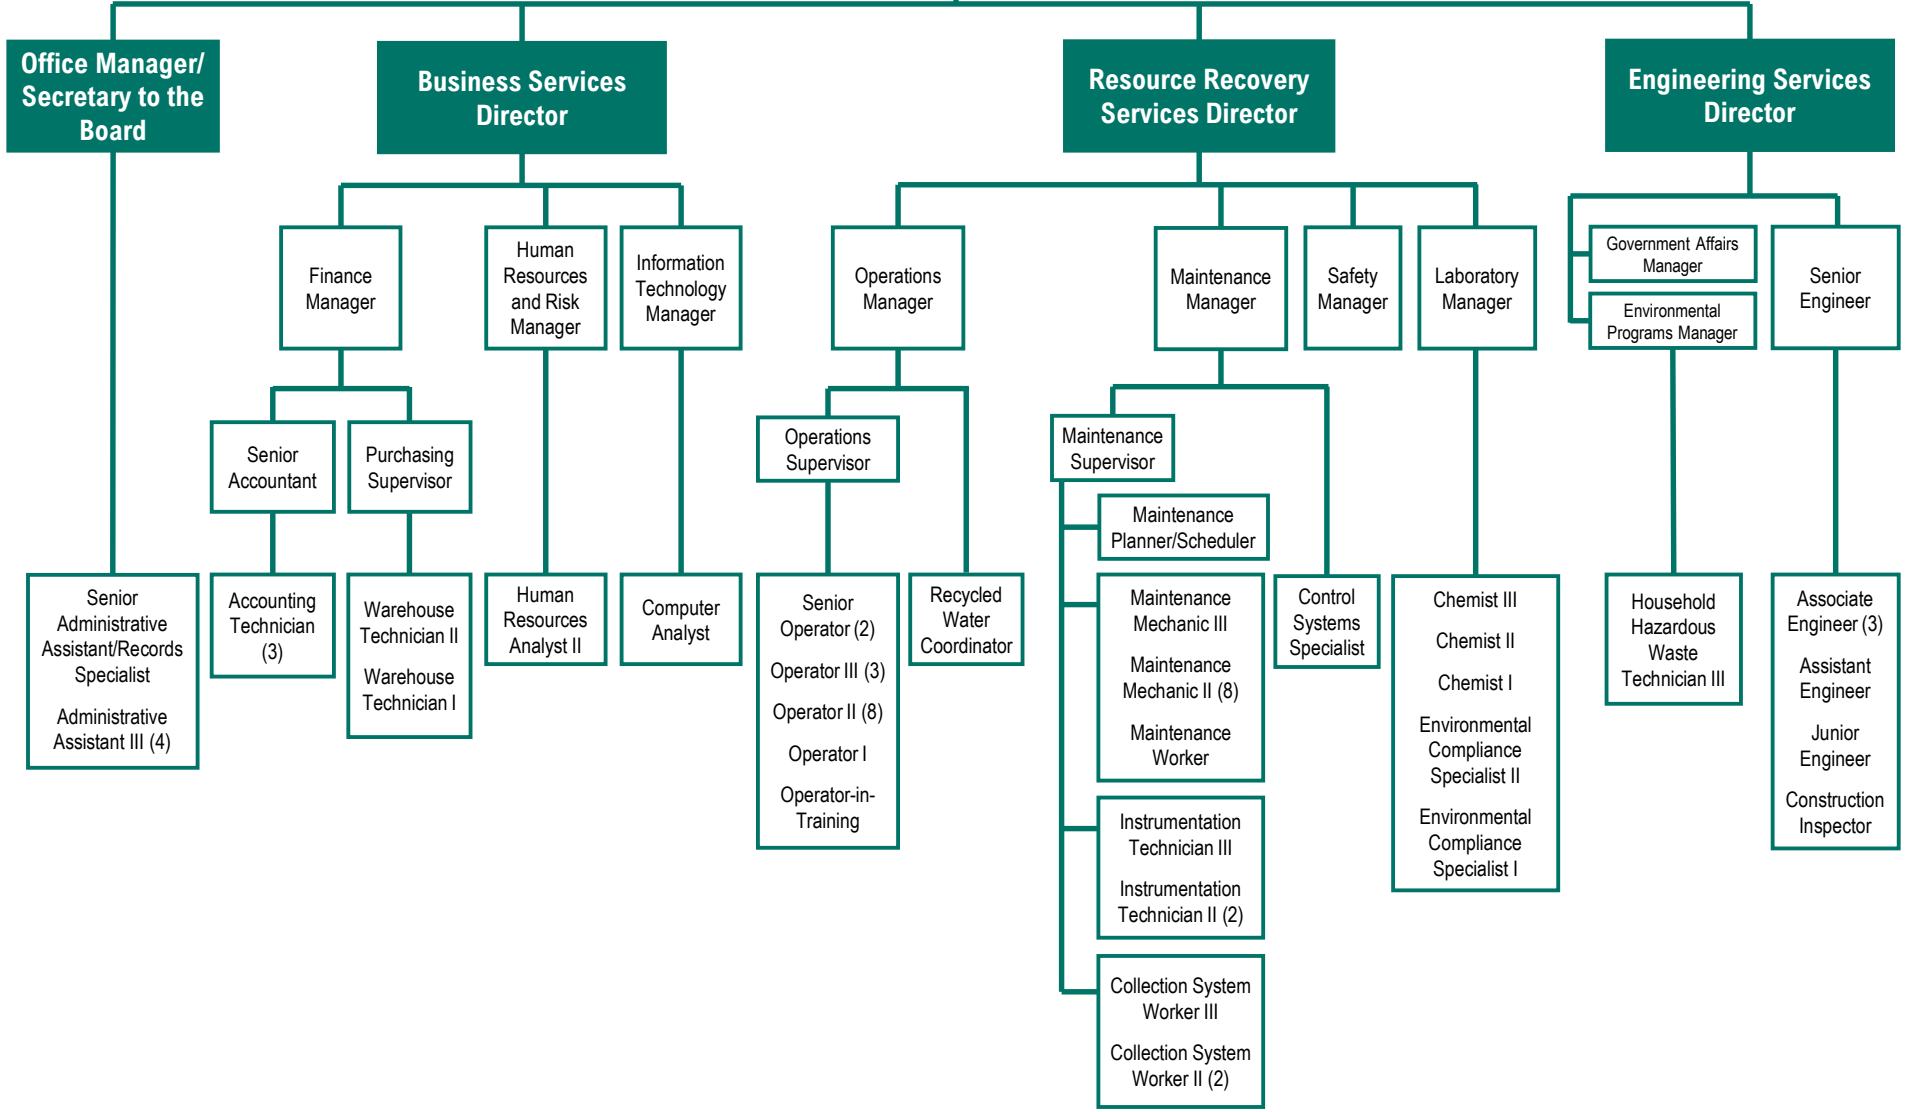 Office Manager/
Secretary to the
Board
Business Services
Director
Resource Recovery
Services Director
Engineering Services
Director
Finance
Manager
Human
Resources
and Risk
Manager
Information
Technology
Manager
Operations
Manager
Maintenance
Manager
Safety
Manager
Laboratory
Manager
Government Affairs
Manager
Environmental
Programs Manager
Senior
Engineer
Senior
Accountant
Purchasing
Supervisor
Operations
Supervisor
Maintenance
Supervisor
Maintenance
Planner/Scheduler
Senior
Administrative
Assistant/Records
Specialist
Administrative
Assistant III (4)
Accounting
Technician
(3)
Warehouse
Technician II
Warehouse
Technician I
Human
Resources
Analyst II
Computer
Analyst
Senior
Operator (2)
Operator III (3)
Operator II (8)
Operator I
Operator-in-
Training
Recycled
Water
Coordinator
Maintenance
Mechanic III
Maintenance
Mechanic II (8)
Maintenance
Worker
Instrumentation
Technician III
Instrumentation
Technician II (2)
Collection System
Worker III
Collection System
Worker II (2)
Control
Systems
Specialist
Chemist III
Chemist II
Chemist I
Environmental
Compliance
Specialist II
Environmental
Compliance
Specialist I
Household
Hazardous
Waste
Technician III
Associate
Engineer (3)
Assistant
Engineer
Junior
Engineer
Construction
Inspector